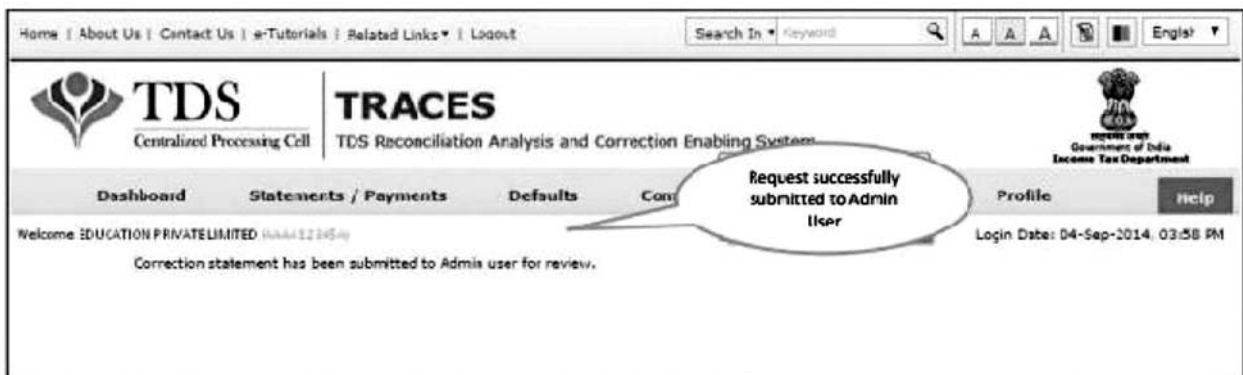 Home | About Us | Contact Us | e-Tutorials | Related Links ▾ | Logout
Search In ▾ Keyword
A A A
Englis ▼
TDS
Centralized Processing Cell
TRACES
TDS Reconciliation Analysis and Correction Enabling System
सत्यमेव जयते
Government of India
Income Tax Department
Dashboard Statements / Payments Defaults Profile Help
Request successfully
submitted to Admin
User
Welcome EDUCATION PRIVATE LIMITED
Login Date: 04-Sep-2014, 03:58 PM
Correction statement has been submitted to Admin user for review.